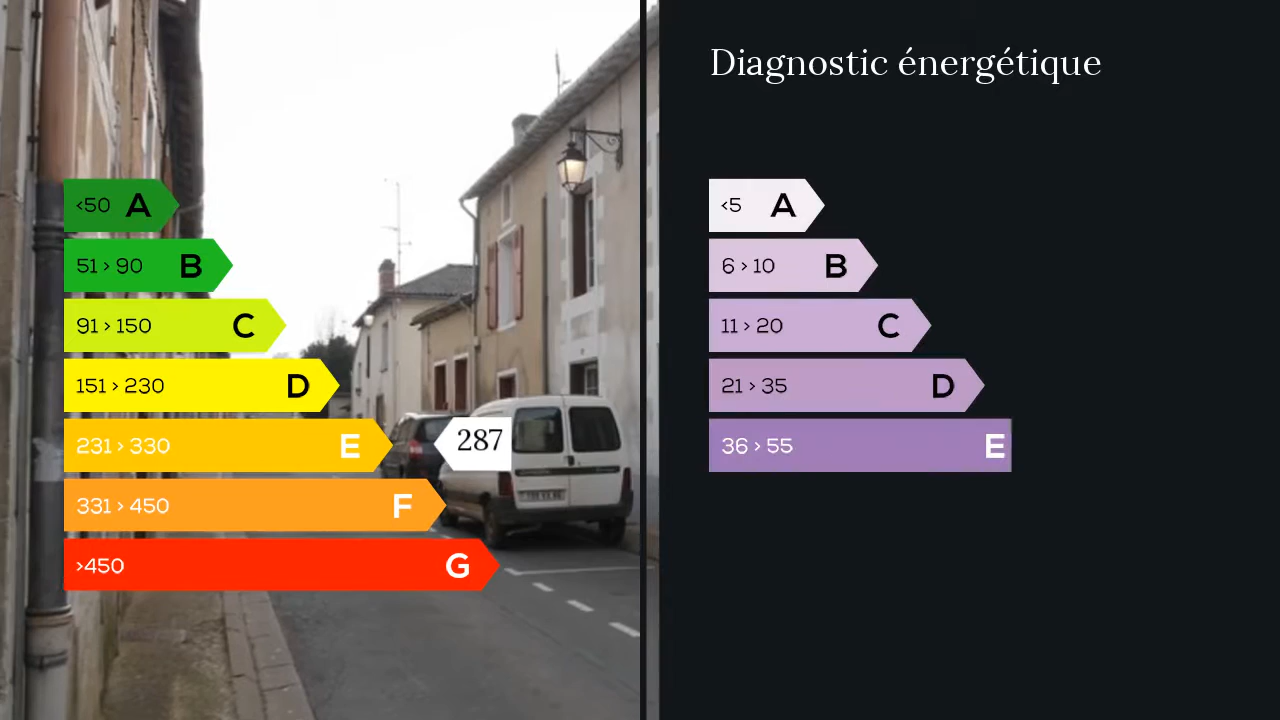 Diagnostic énergétique
<50 A
51 > 90 B
91 > 150 C
151 > 230 D
231 > 330 E
287
331 > 450 F
>450 G
<5 A
6 > 10 B
11 > 20 C
21 > 35 D
36 > 55 E